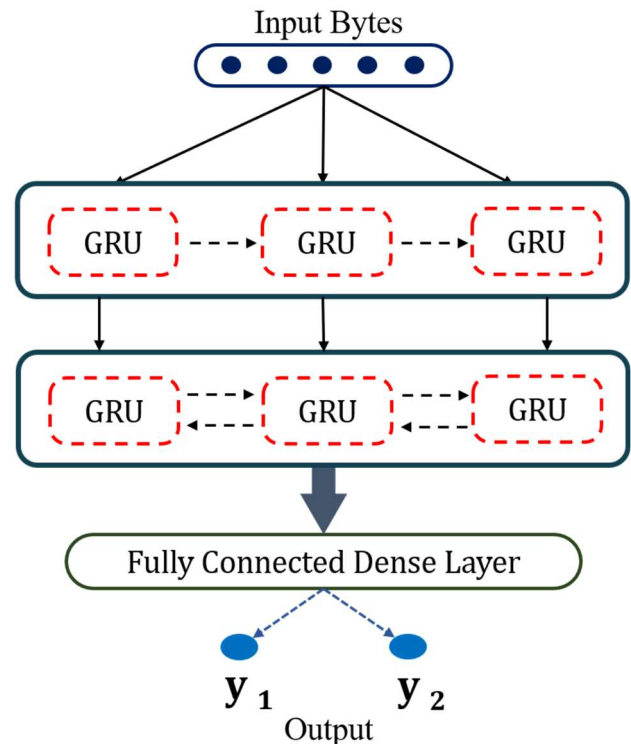 Input Bytes
GRU GRU GRU
GRU GRU GRU
Fully Connected Dense Layer
y 1 y 2
Output